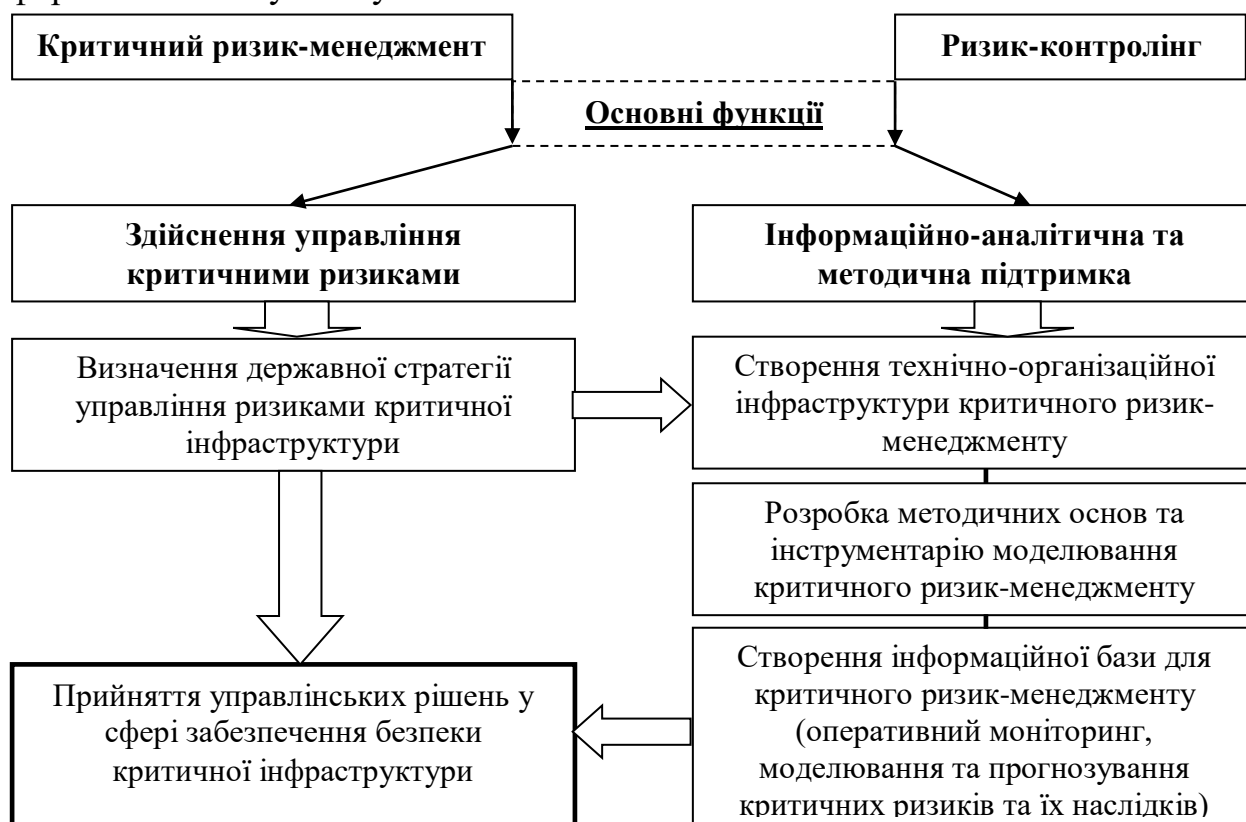 Критичний ризик-менеджмент
Ризик-контролінг
Основні функції
Здійснення управління
критичними ризиками
Інформаційно-аналітична та
методична підтримка
Визначення державної стратегії
управління ризиками критичної
інфраструктури
Створення технічно-організаційної
інфраструктури критичного ризик-
менеджменту
Розробка методичних основ та
інструментарію моделювання
критичного ризик-менеджменту
Прийняття управлінських рішень у
сфері забезпечення безпеки
критичної інфраструктури
Створення інформаційної бази для
критичного ризик-менеджменту
(оперативний моніторинг,
моделювання та прогнозування
критичних ризиків та їх наслідків)